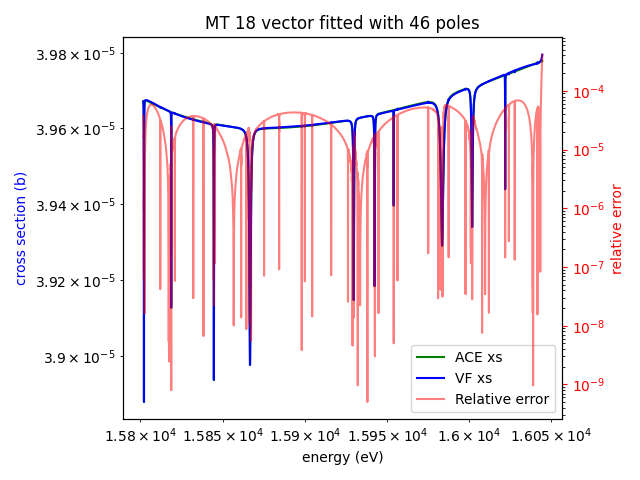 MT 18 vector fitted with 46 poles
3.98 × 10⁻⁵
3.96 × 10⁻⁵
3.94 × 10⁻⁵
3.92 × 10⁻⁵
3.9 × 10⁻⁵
cross section (b)
10⁻⁴
10⁻⁵
10⁻⁶
10⁻⁷
10⁻⁸
10⁻⁹
relative error
ACE xs
VF xs
Relative error
1.58 × 10⁴ 1.585 × 10⁴ 1.59 × 10⁴ 1.595 × 10⁴ 1.6 × 10⁴ 1.605 × 10⁴
energy (eV)